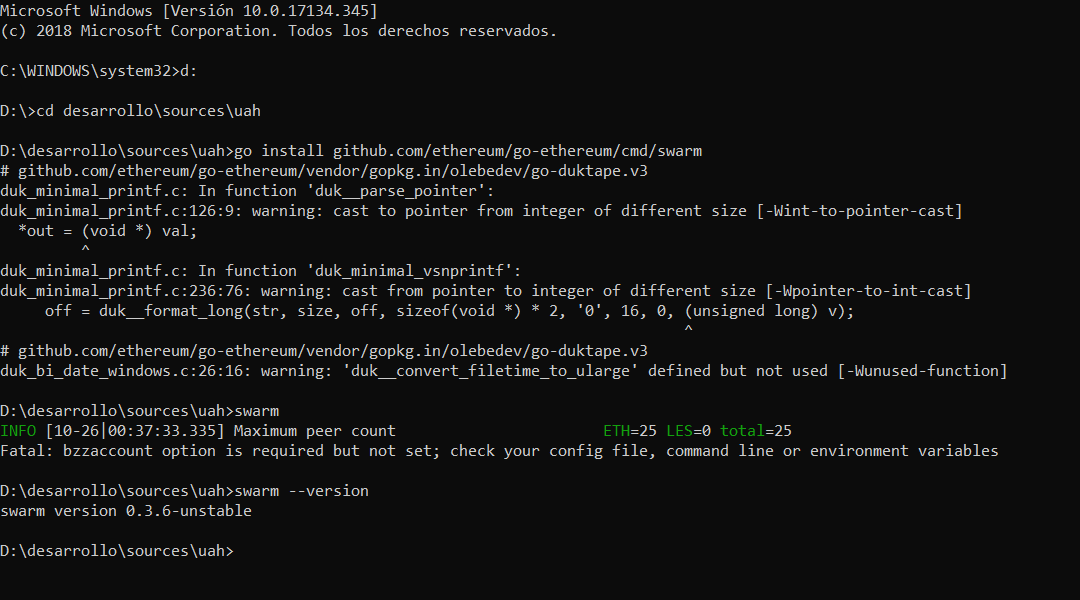 Microsoft Windows [Versión 10.0.17134.345]
(c) 2018 Microsoft Corporation. Todos los derechos reservados.
C:\WINDOWS\system32>d:
D:\>cd desarrollo\sources\uah
D:\desarrollo\sources\uah>go install github.com/ethereum/go-ethereum/cmd/swarm
# github.com/ethereum/go-ethereum/vendor/gopkg.in/olebedev/go-duktape.v3
duk_minimal_printf.c: In function 'duk__parse_pointer':
duk_minimal_printf.c:126:9: warning: cast to pointer from integer of different size [-Wint-to-pointer-cast]
  *out = (void *) val;
         ^
duk_minimal_printf.c: In function 'duk_minimal_vsnprintf':
duk_minimal_printf.c:236:76: warning: cast from pointer to integer of different size [-Wpointer-to-int-cast]
     off = duk__format_long(str, size, off, sizeof(void *) * 2, '0', 16, 0, (unsigned long) v);
                                                                            ^
# github.com/ethereum/go-ethereum/vendor/gopkg.in/olebedev/go-duktape.v3
duk_bi_date_windows.c:26:16: warning: 'duk__convert_filetime_to_ularge' defined but not used [-Wunused-function]
D:\desarrollo\sources\uah>swarm
INFO [10-26|00:37:33.335] Maximum peer count                       ETH=25 LES=0 total=25
Fatal: bzzaccount option is required but not set; check your config file, command line or environment variables
D:\desarrollo\sources\uah>swarm --version
swarm version 0.3.6-unstable
D:\desarrollo\sources\uah>